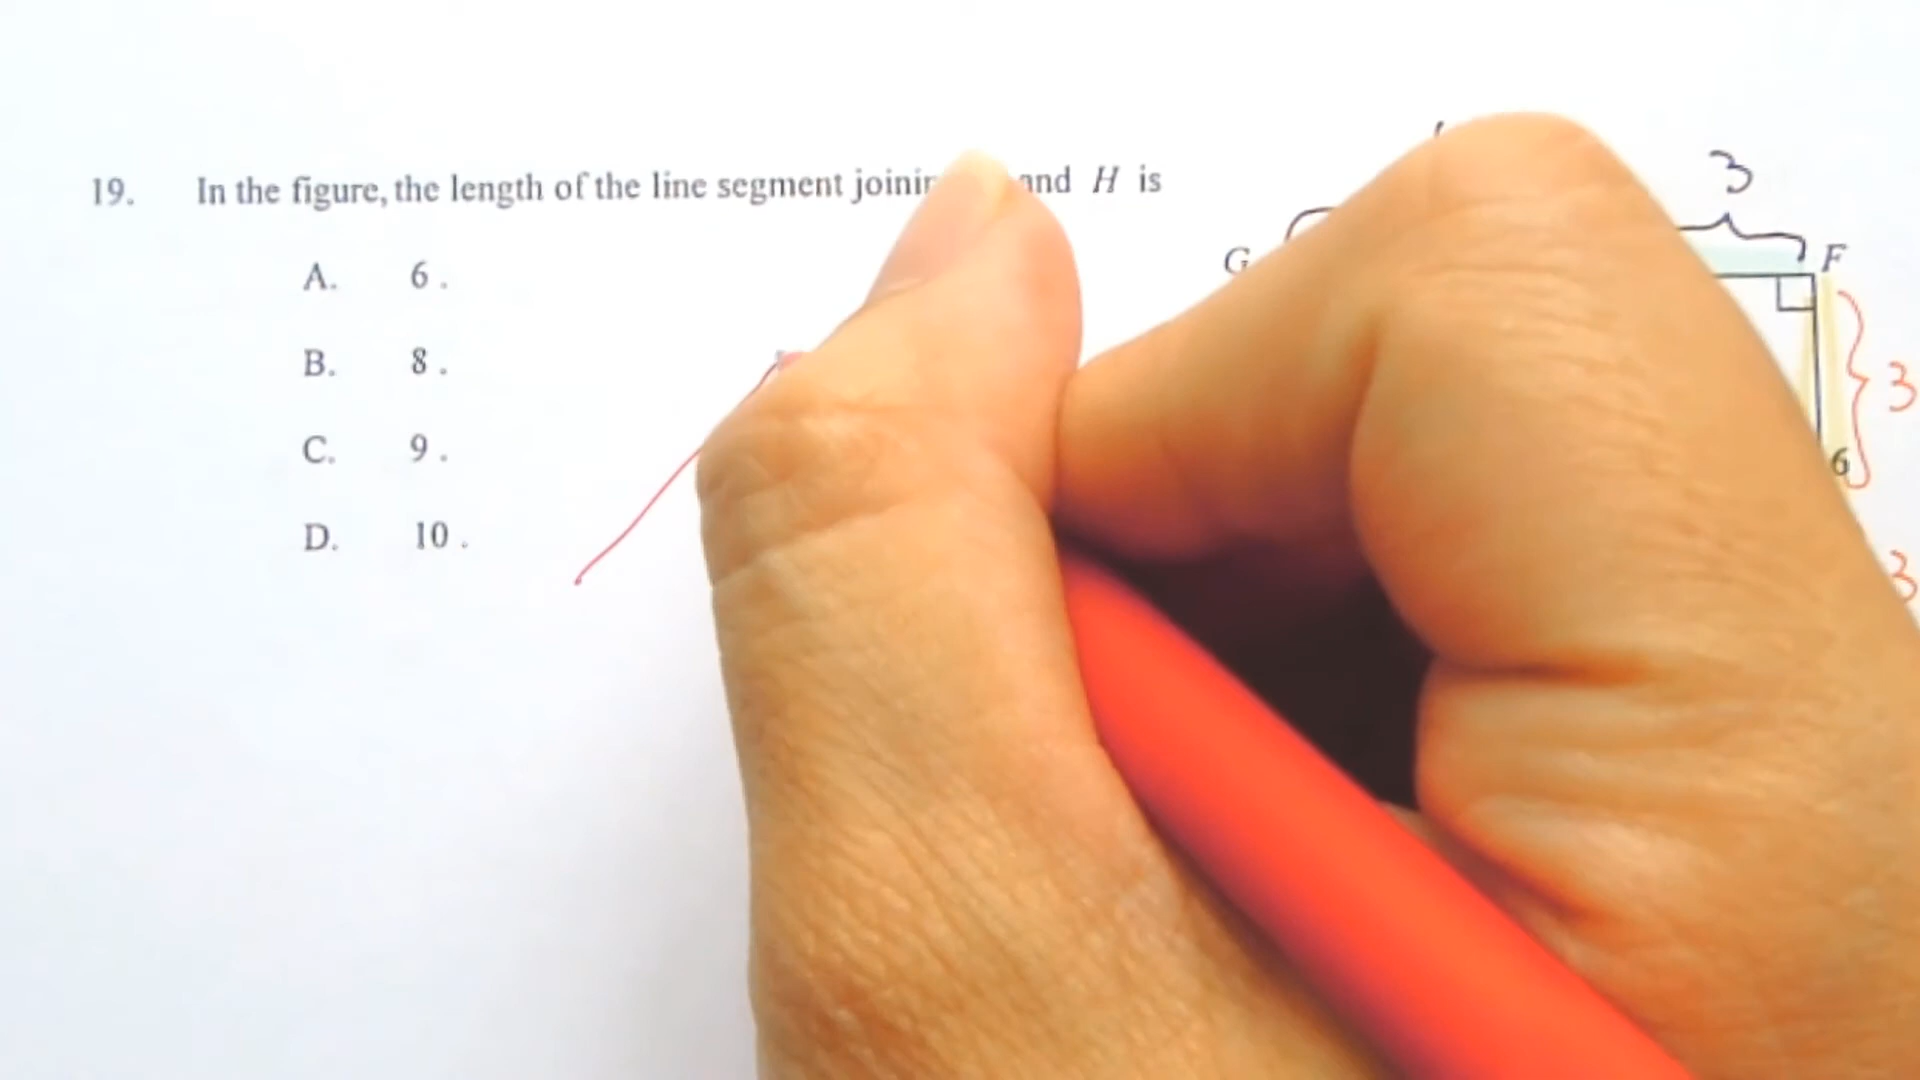 19. In the figure, the length of the line segment and H is
A. 6 .
B. 8 .
C. 9 .
D. 10 .
3
G
F
3
6
3